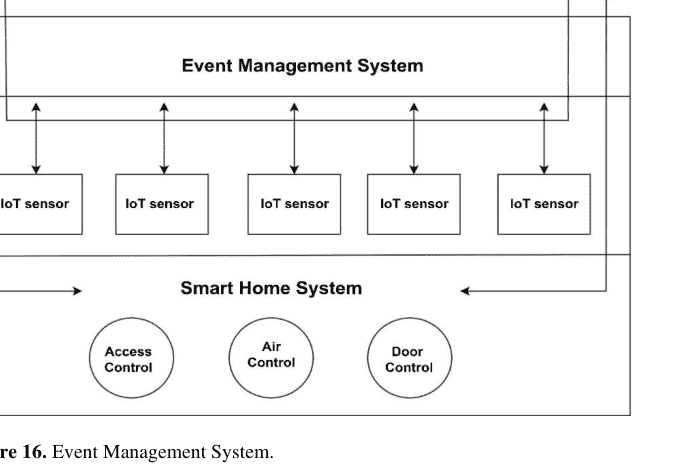 Event Management System
IoT sensor IoT sensor IoT sensor IoT sensor IoT sensor
Smart Home System
Access
Control
Air
Control
Door
Control
re 16. Event Management System.